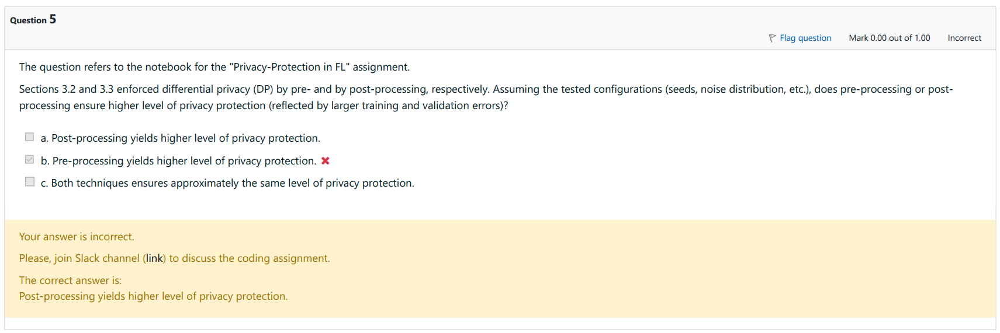 Question 5
Flag question Mark 0.00 out of 1.00 Incorrect
The question refers to the notebook for the "Privacy-Protection in FL" assignment.
Sections 3.2 and 3.3 enforced differential privacy (DP) by pre- and by post-processing, respectively. Assuming the tested configurations (seeds, noise distribution, etc.), does pre-processing or post-
processing ensure higher level of privacy protection (reflected by larger training and validation errors)?
a. Post-processing yields higher level of privacy protection.
b. Pre-processing yields higher level of privacy protection.
c. Both techniques ensures approximately the same level of privacy protection.
Your answer is incorrect.
Please, join Slack channel (link) to discuss the coding assignment.
The correct answer is:
Post-processing yields higher level of privacy protection.